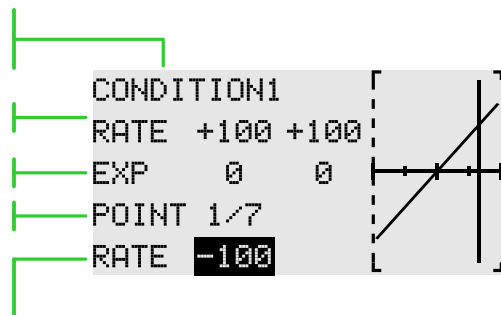 CONDITION1
RATE +100 +100
EXP 0 0
POINT 1/7
RATE -100